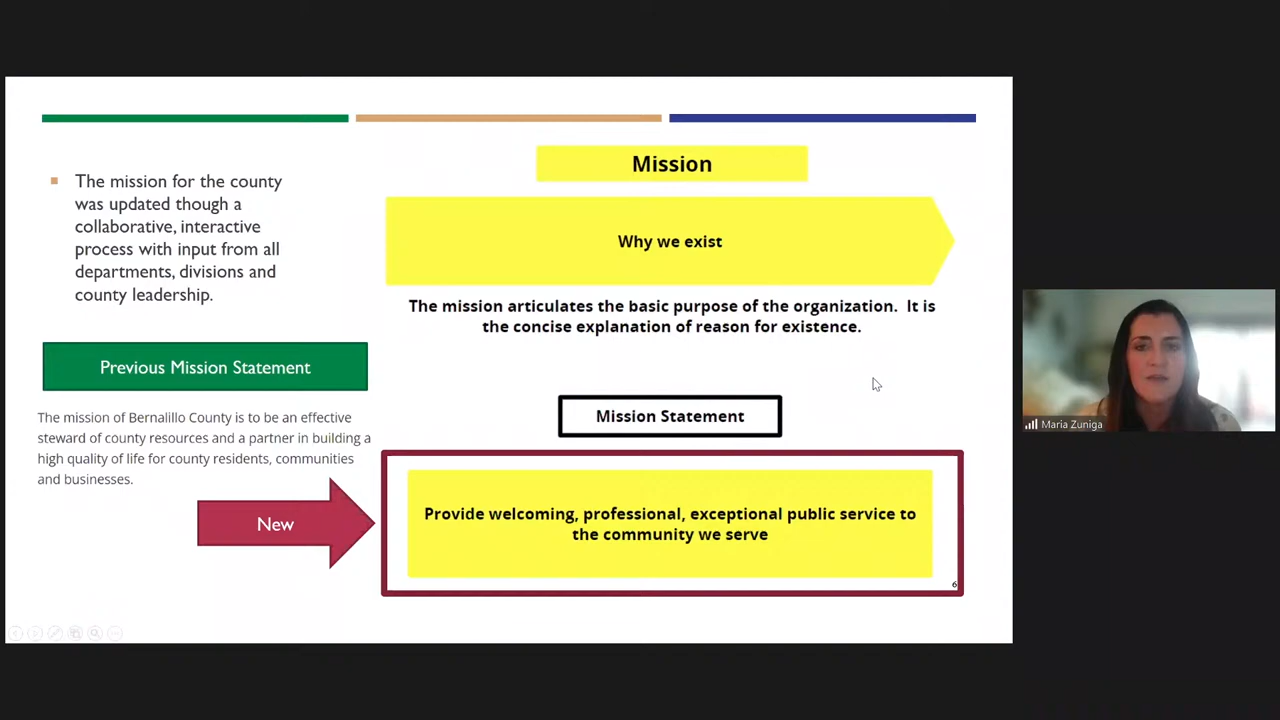 The mission for the county
was updated though a
collaborative, interactive
process with input from all
departments, divisions and
county leadership.
Previous Mission Statement
The mission of Bernalillo County is to be an effective
steward of county resources and a partner in building a
high quality of life for county residents, communities
and businesses.
New
Mission
Why we exist
The mission articulates the basic purpose of the organization.  It is
the concise explanation of reason for existence.
Mission Statement
Provide welcoming, professional, exceptional public service to
the community we serve
6
Maria Zuniga